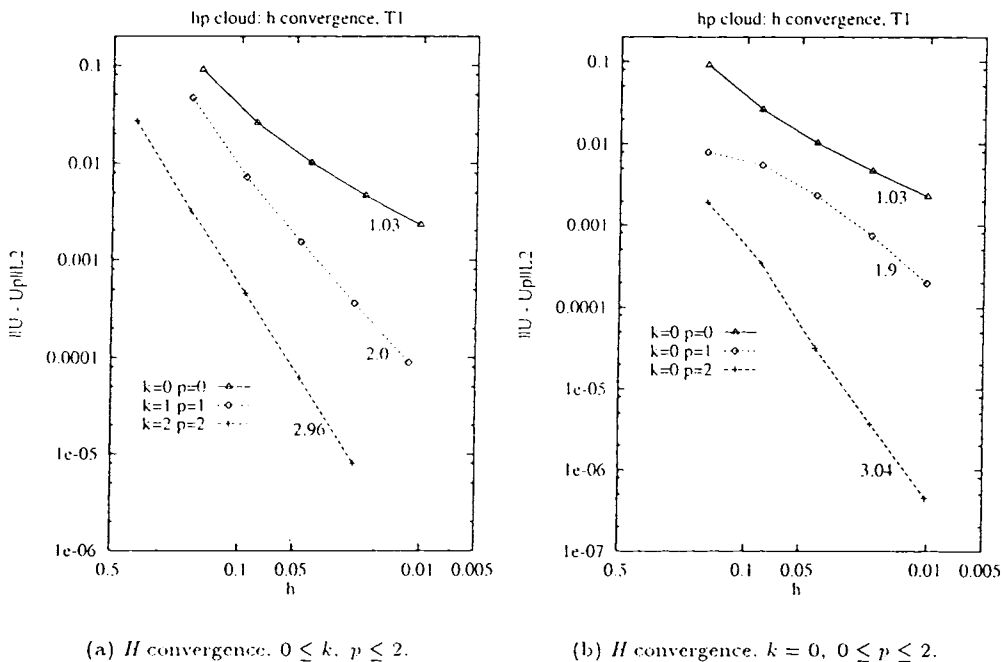 hp cloud: h convergence, T1
0.1
0.01
0.001
0.0001
1e-05
1e-06
||U - Up||L2
1.03
2.0
2.96
k=0 p=0
k=1 p=1
k=2 p=2
0.5 0.1 0.05 0.01 0.005
h
(a) H convergence. 0 ≤ k, p ≤ 2.
hp cloud: h convergence, T1
0.1
0.01
0.001
0.0001
1e-05
1e-06
1e-07
||U - Up||L2
1.03
1.9
3.04
k=0 p=0
k=0 p=1
k=0 p=2
0.5 0.1 0.05 0.01 0.005
h
(b) H convergence. k = 0, 0 ≤ p ≤ 2.